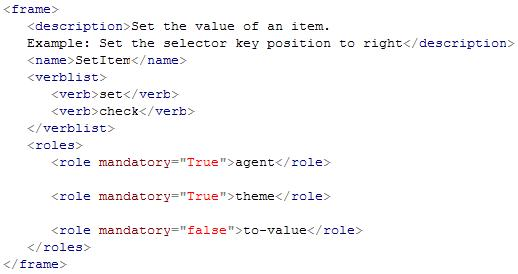 <frame>
<description>Set the value of an item.
Example: Set the selector key position to right</description>
<name>SetItem</name>
<verblist>
<verb>set</verb>
<verb>check</verb>
</verblist>
<roles>
<role mandatory="True">agent</role>
<role mandatory="True">theme</role>
<role mandatory="false">to-value</role>
</roles>
</frame>